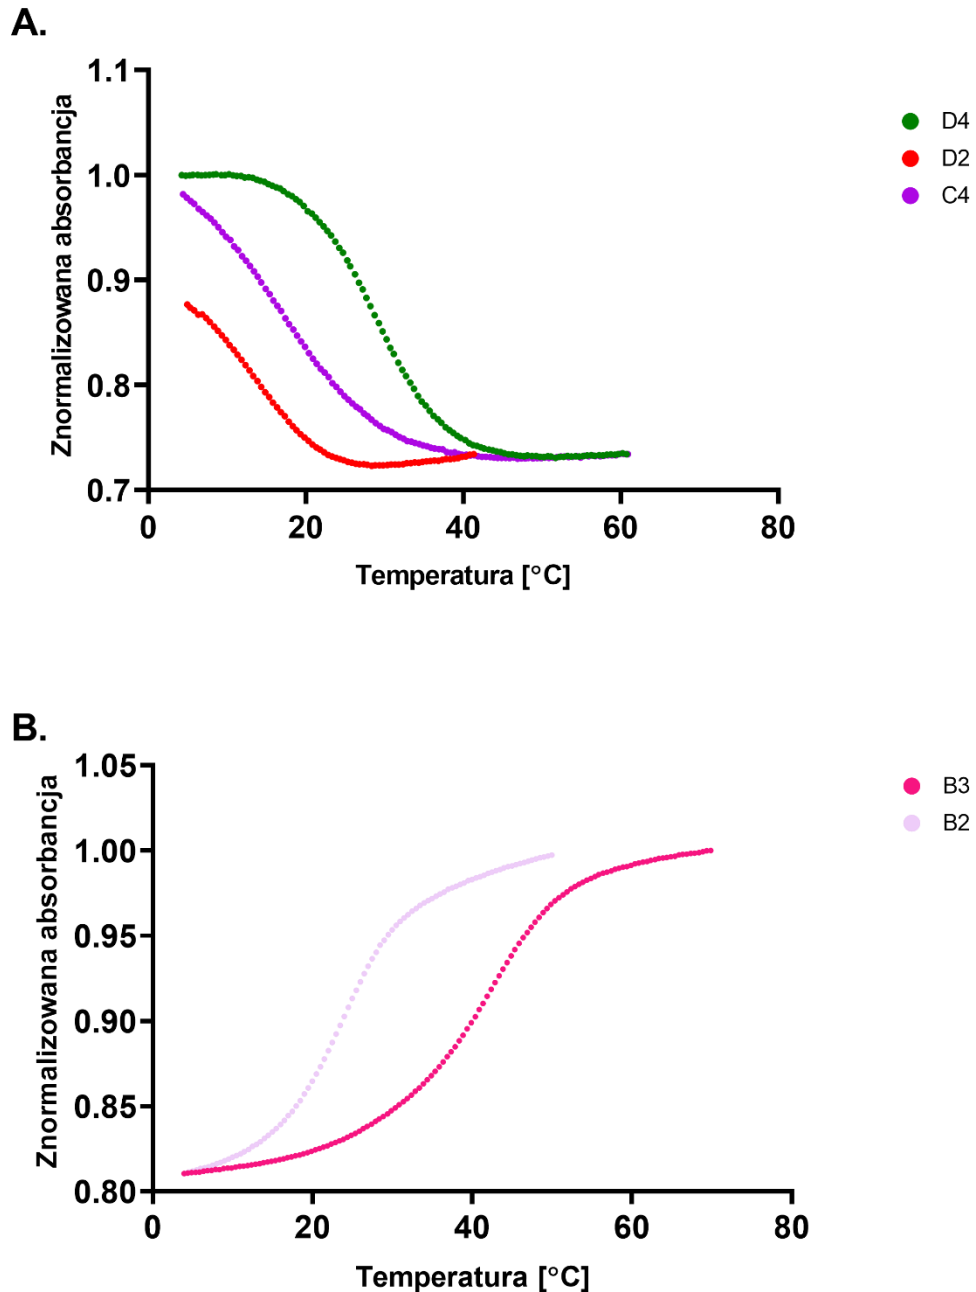 A.
Znormalizowana absorbancja
1.1
1.0
0.9
0.8
0.7
0
20
40
60
80
Temperatura [°C]
D4
D2
C4
B.
Znormalizowana absorbancja
1.05
1.00
0.95
0.90
0.85
0.80
0
20
40
60
80
Temperatura [°C]
B3
B2